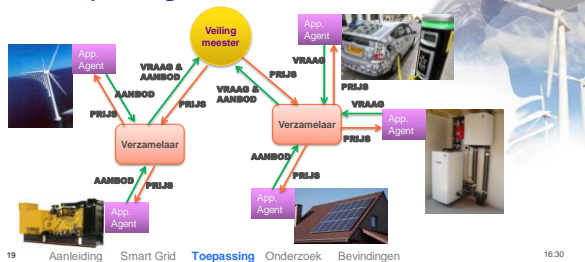 Veiling
meester
App.
Agent
VRAAG &
AANBOD
AANBOD
PRIJS
PRIJS
Verzamelaar
AANBOD
PRIJS
App.
Agent
App.
Agent
VRAAG
PRIJS
PRIJS
VRAAG &
AANBOD
VRAAG
Verzamelaar
PRIJS
App.
Agent
AANBOD
PRIJS
App.
Agent
19 Aanleiding Smart Grid Toepassing Onderzoek Bevindingen 16:30